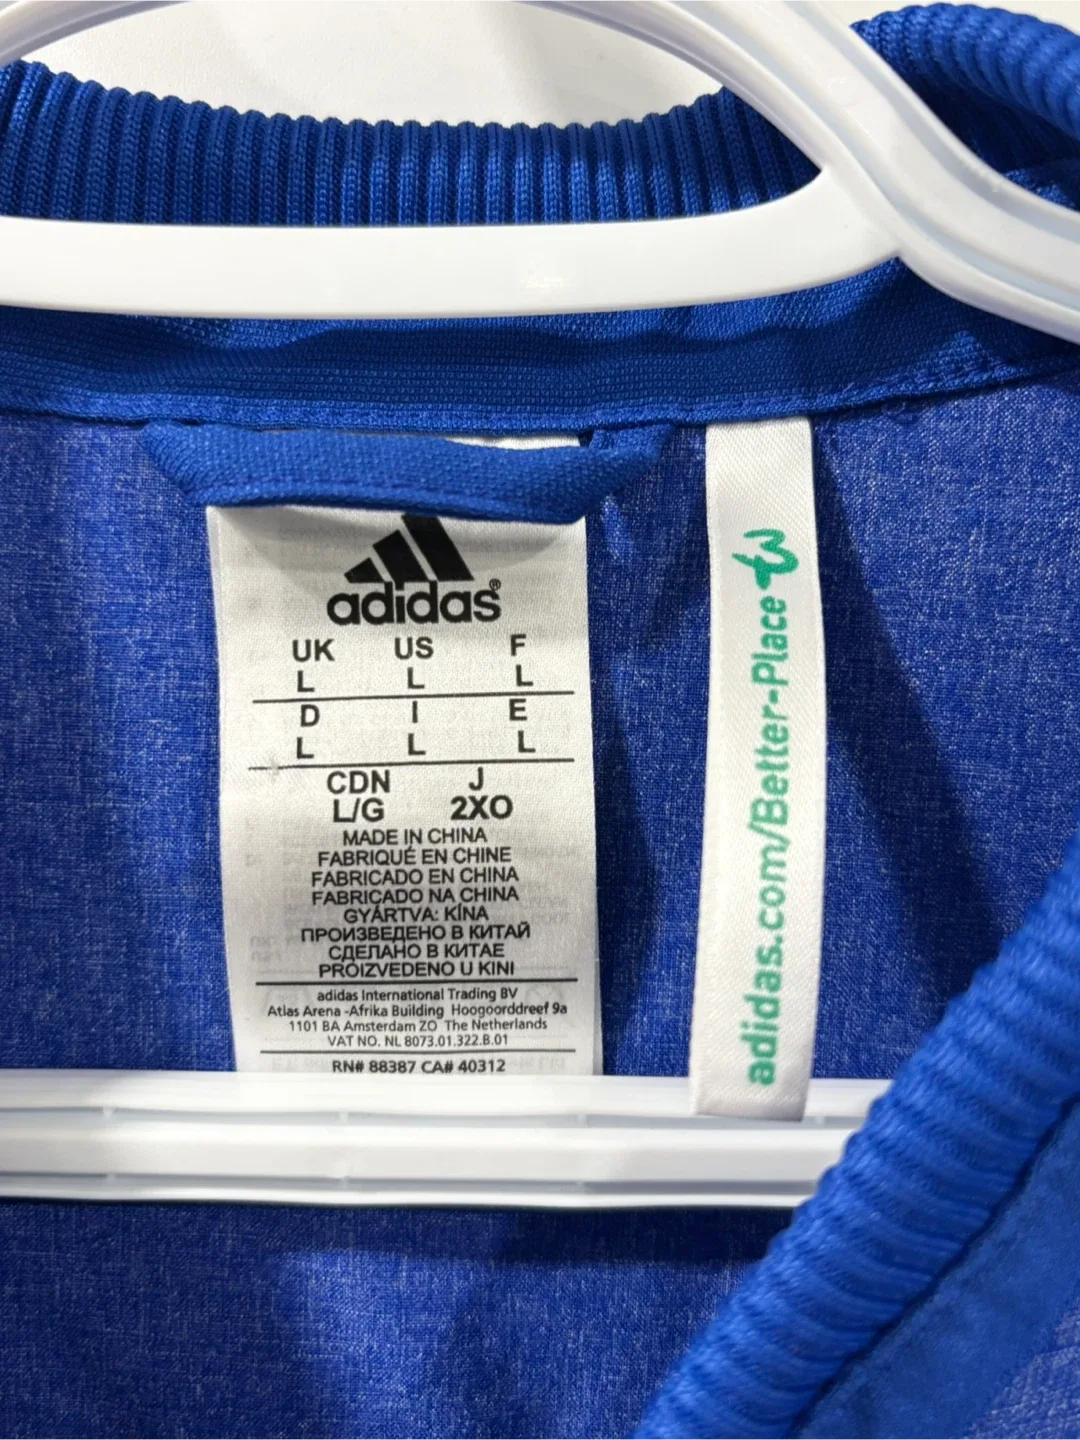 adidas®
UK US F
L L L
D I E
L L L
CDN J
L/G 2XO
MADE IN CHINA
FABRIQUÉ EN CHINE
FABRICADO EN CHINA
FABRICADO NA CHINA
GYÁRTVA: KÍNA
ПРОИЗВЕДЕНО В КИТАЙ
СДЕЛАНО В КИТАЕ
PROIZVEDENO U KINI
adidas International Trading BV
Atlas Arena -Afrika Building Hoogoorddreef 9a
1101 BA Amsterdam ZO The Netherlands
VAT NO. NL 8073.01.322.B.01
RN# 88387 CA# 40312
adidas.com/Better-Place